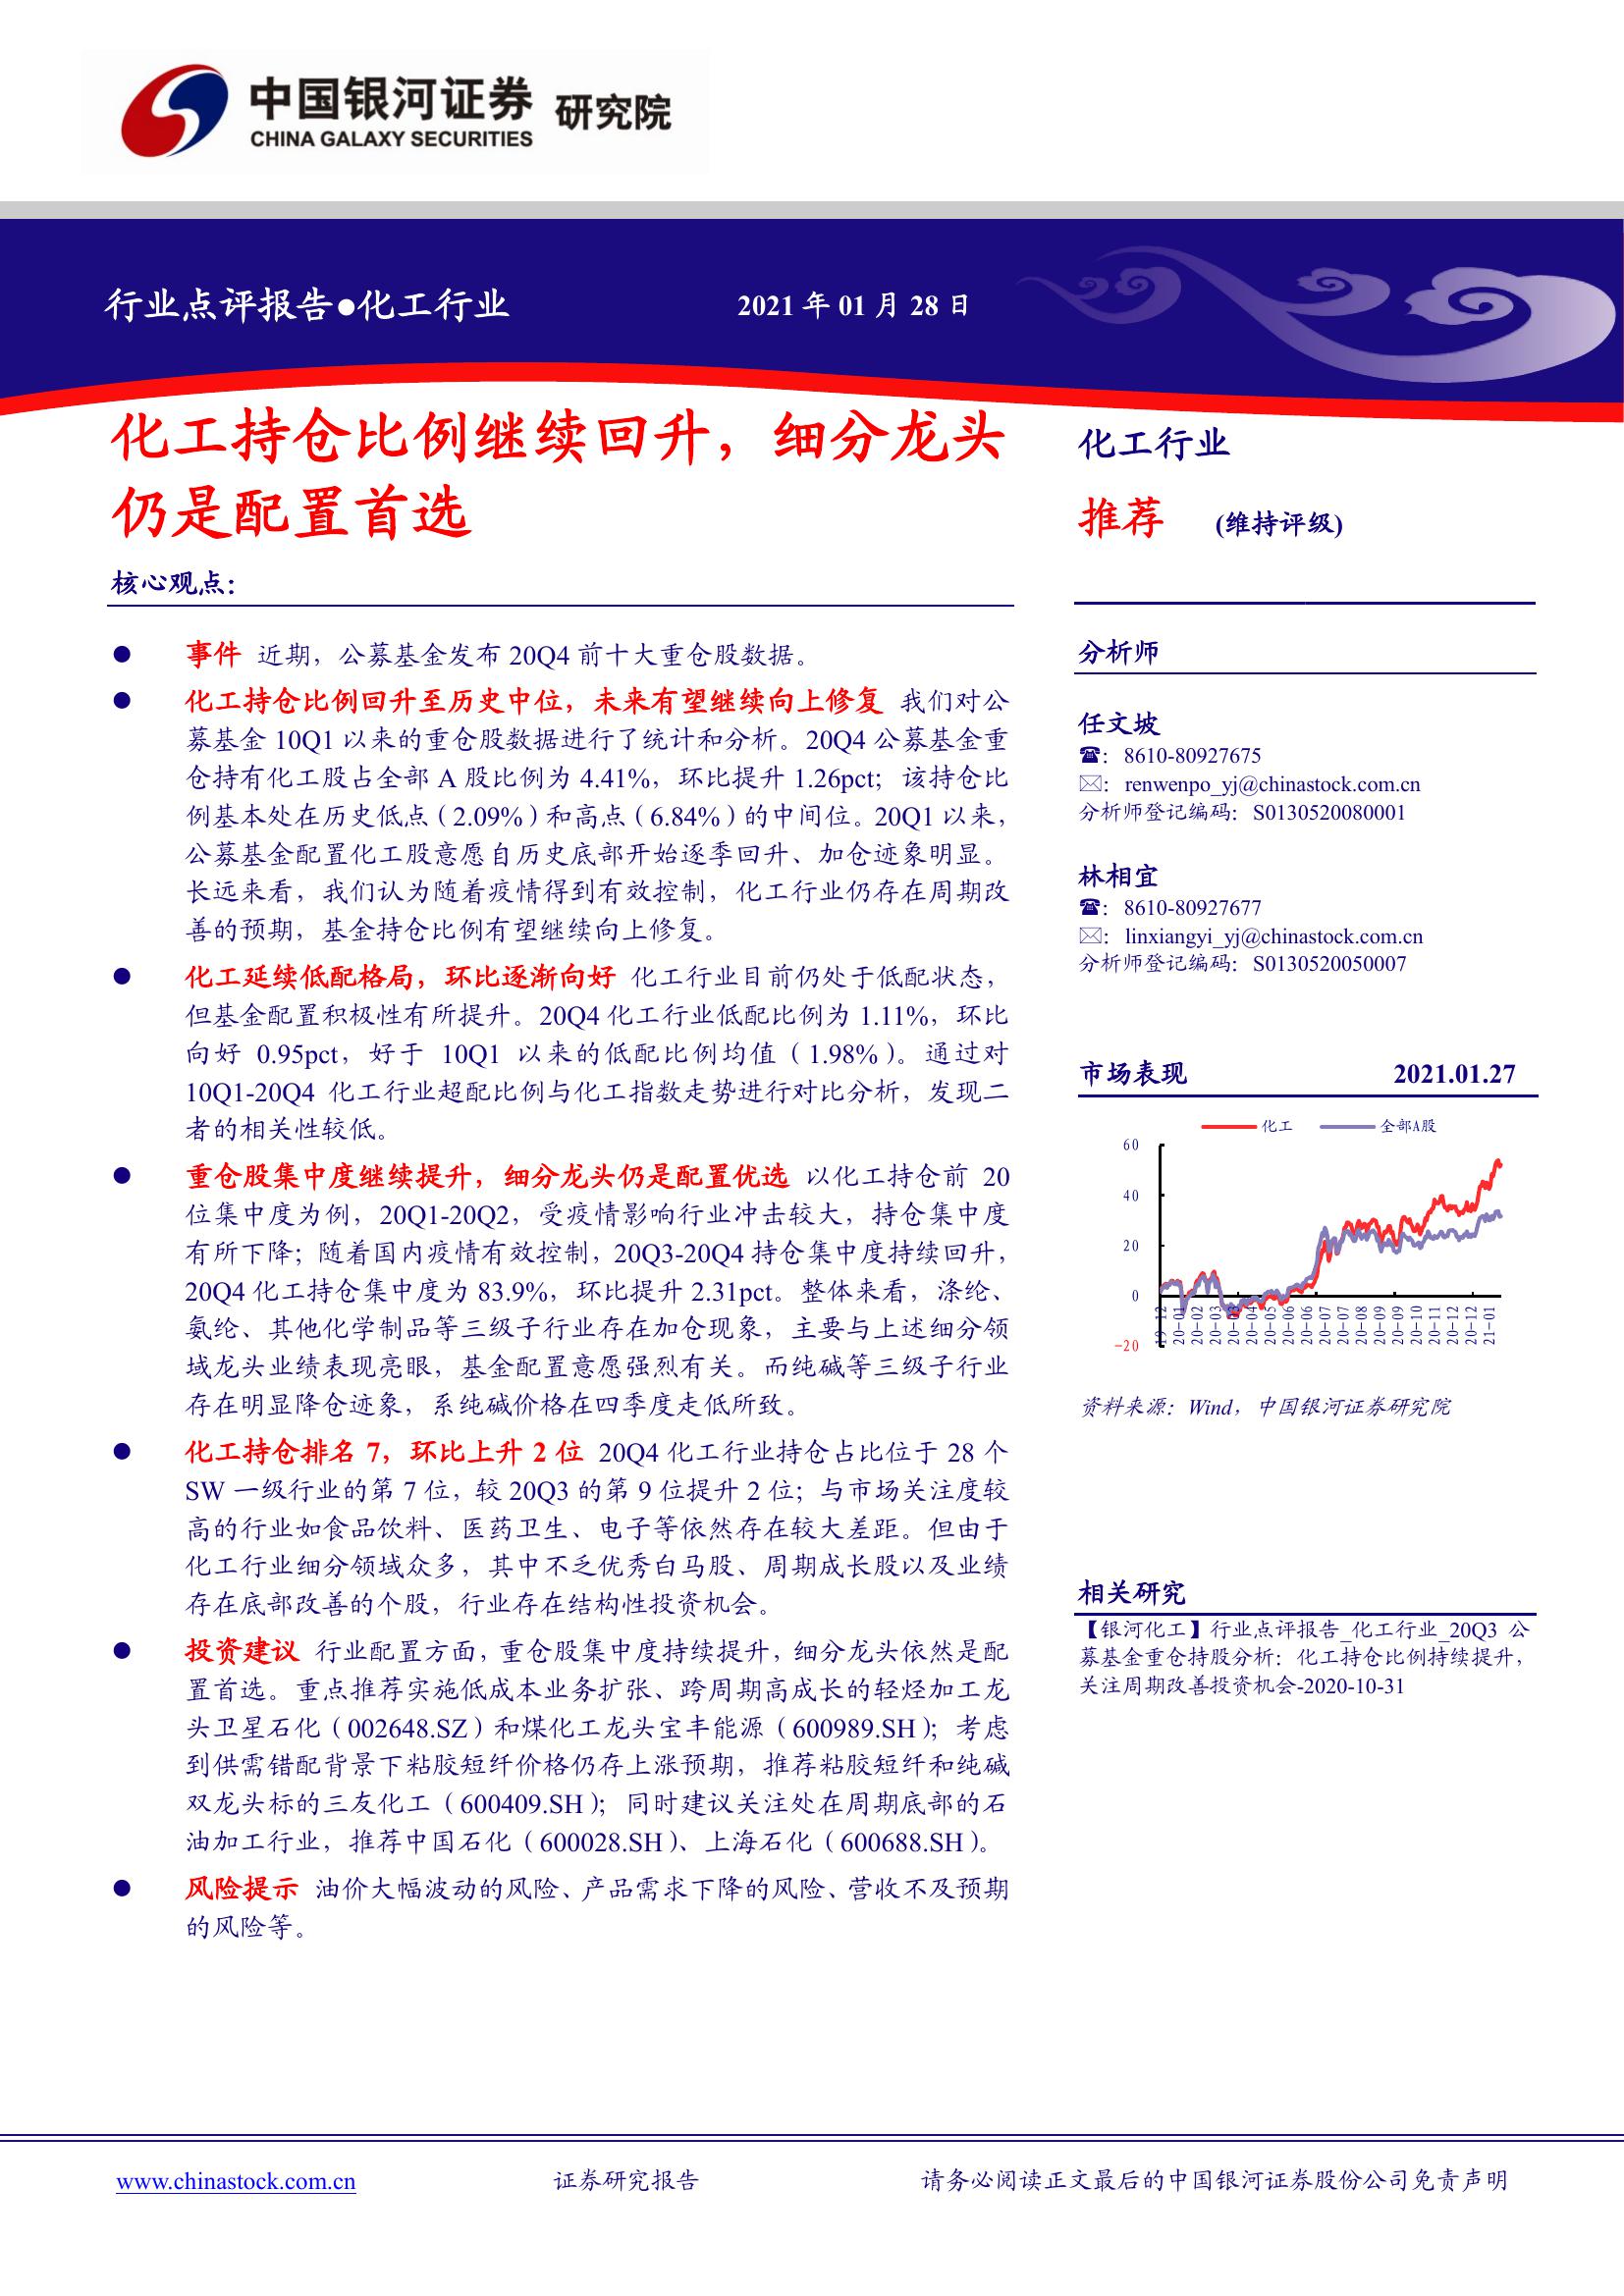 中国银河证券 研究院
CHINA GALAXY SECURITIES
行业点评报告●化工行业
2021 年 01 月 28 日
化工持仓比例继续回升，细分龙头
仍是配置首选
核心观点：
● 事件 近期，公募基金发布 20Q4 前十大重仓股数据。
● 化工持仓比例回升至历史中位，未来有望继续向上修复 我们对公
募基金 10Q1 以来的重仓股数据进行了统计和分析。20Q4 公募基金重
仓持有化工股占全部 A 股比例为 4.41%，环比提升 1.26pct；该持仓比
例基本处在历史低点（2.09%）和高点（6.84%）的中间位。20Q1 以来，
公募基金配置化工股意愿自历史底部开始逐季回升、加仓迹象明显。
长远来看，我们认为随着疫情得到有效控制，化工行业仍存在周期改
善的预期，基金持仓比例有望继续向上修复。
● 化工延续低配格局，环比逐渐向好 化工行业目前仍处于低配状态，
但基金配置积极性有所提升。20Q4 化工行业低配比例为 1.11%，环比
向好 0.95pct，好于 10Q1 以来的低配比例均值（1.98%）。通过对
10Q1-20Q4 化工行业超配比例与化工指数走势进行对比分析，发现二
者的相关性较低。
● 重仓股集中度继续提升，细分龙头仍是配置优选 以化工持仓前 20
位集中度为例，20Q1-20Q2，受疫情影响行业冲击较大，持仓集中度
有所下降；随着国内疫情有效控制，20Q3-20Q4 持仓集中度持续回升，
20Q4 化工持仓集中度为 83.9%，环比提升 2.31pct。整体来看，涤纶、
氨纶、其他化学制品等三级子行业存在加仓现象，主要与上述细分领
域龙头业绩表现亮眼，基金配置意愿强烈有关。而纯碱等三级子行业
存在明显降仓迹象，系纯碱价格在四季度走低所致。
● 化工持仓排名 7，环比上升 2 位 20Q4 化工行业持仓占比位于 28 个
SW 一级行业的第 7 位，较 20Q3 的第 9 位提升 2 位；与市场关注度较
高的行业如食品饮料、医药卫生、电子等依然存在较大差距。但由于
化工行业细分领域众多，其中不乏优秀白马股、周期成长股以及业绩
存在底部改善的个股，行业存在结构性投资机会。
● 投资建议 行业配置方面，重仓股集中度持续提升，细分龙头依然是配
置首选。重点推荐实施低成本业务扩张、跨周期高成长的轻烃加工龙
头卫星石化（002648.SZ）和煤化工龙头宝丰能源（600989.SH）；考虑
到供需错配背景下粘胶短纤价格仍存上涨预期，推荐粘胶短纤和纯碱
双龙头标的三友化工（600409.SH）；同时建议关注处在周期底部的石
油加工行业，推荐中国石化（600028.SH）、上海石化（600688.SH）。
● 风险提示 油价大幅波动的风险、产品需求下降的风险、营收不及预期
的风险等。
化工行业
推荐 (维持评级)
分析师
任文坡
☎：8610-80927675
✉：renwenpo_yj@chinastock.com.cn
分析师登记编码：S0130520080001
林相宜
☎：8610-80927677
✉：linxiangyi_yj@chinastock.com.cn
分析师登记编码：S0130520050007
市场表现 2021.01.27
化工 全部A股
60
40
20
0
-20
19-12 20-01 20-02 20-03 20-03 20-04 20-05 20-06 20-06 20-07 20-07 20-08 20-09 20-09 20-10 20-11 20-12 20-12 21-01
资料来源：Wind，中国银河证券研究院
相关研究
【银河化工】行业点评报告_化工行业_20Q3 公
募基金重仓持股分析：化工持仓比例持续提升，
关注周期改善投资机会-2020-10-31
www.chinastock.com.cn 证券研究报告 请务必阅读正文最后的中国银河证券股份公司免责声明